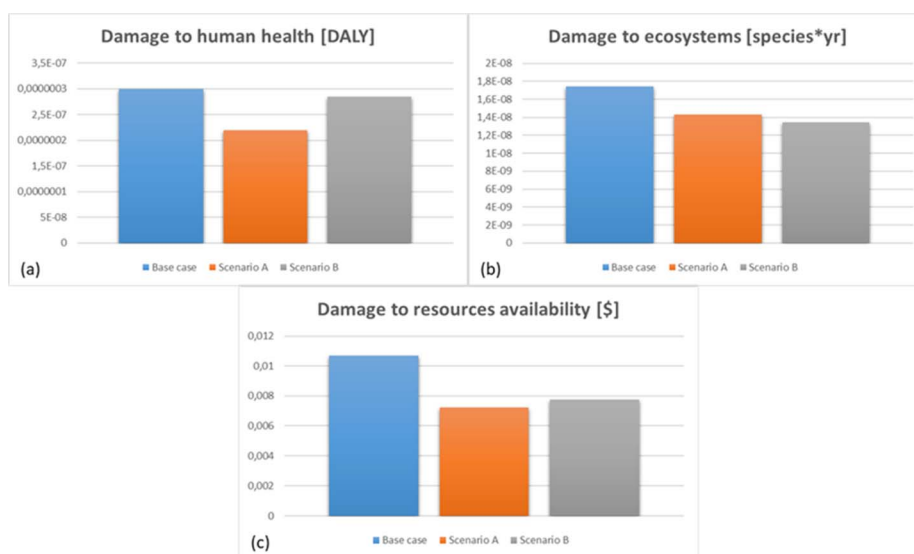 Damage to human health [DALY]
3,5E-07
0,0000003
2,5E-07
0,0000002
1,5E-07
0,0000001
5E-08
0
(a)
Base case Scenario A Scenario B
Damage to ecosystems [species*yr]
2E-08
1,8E-08
1,6E-08
1,4E-08
1,2E-08
1E-08
8E-09
6E-09
4E-09
2E-09
0
(b)
Base case Scenario A Scenario B
Damage to resources availability [$]
0,012
0,01
0,008
0,006
0,004
0,002
0
(c)
Base case Scenario A Scenario B